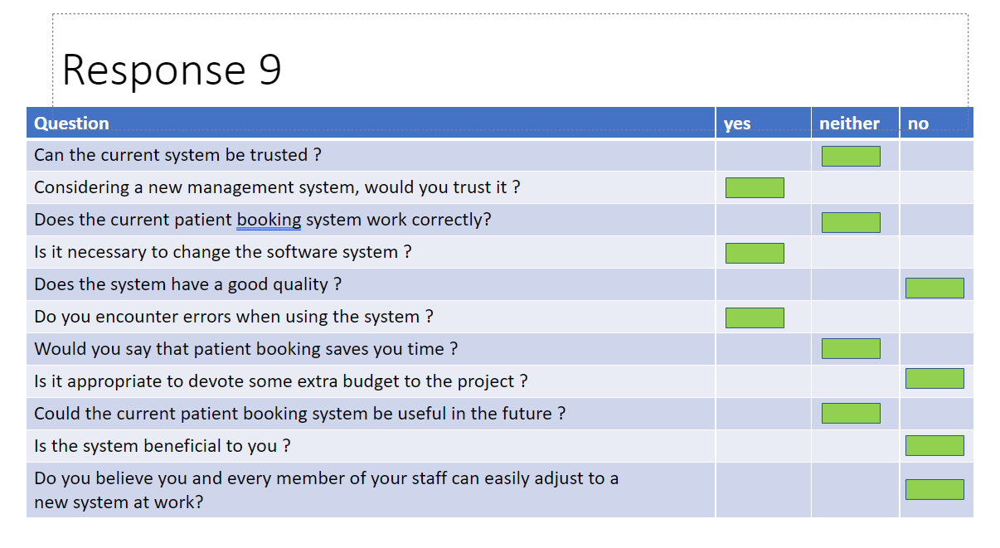 Response 9
Question yes neither no
Can the current system be trusted ?
Considering a new management system, would you trust it ?
Does the current patient booking system work correctly?
Is it necessary to change the software system ?
Does the system have a good quality ?
Do you encounter errors when using the system ?
Would you say that patient booking saves you time ?
Is it appropriate to devote some extra budget to the project ?
Could the current patient booking system be useful in the future ?
Is the system beneficial to you ?
Do you believe you and every member of your staff can easily adjust to a
new system at work?